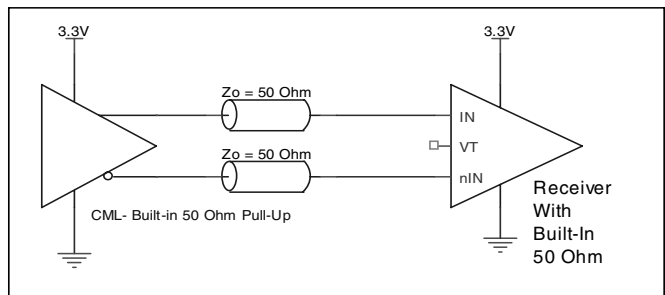 3.3V
3.3V
Zo = 50 Ohm
IN
VT
Zo = 50 Ohm
nIN
CML- Built-in 50 Ohm Pull-Up
Receiver
With
Built-In
50 Ohm